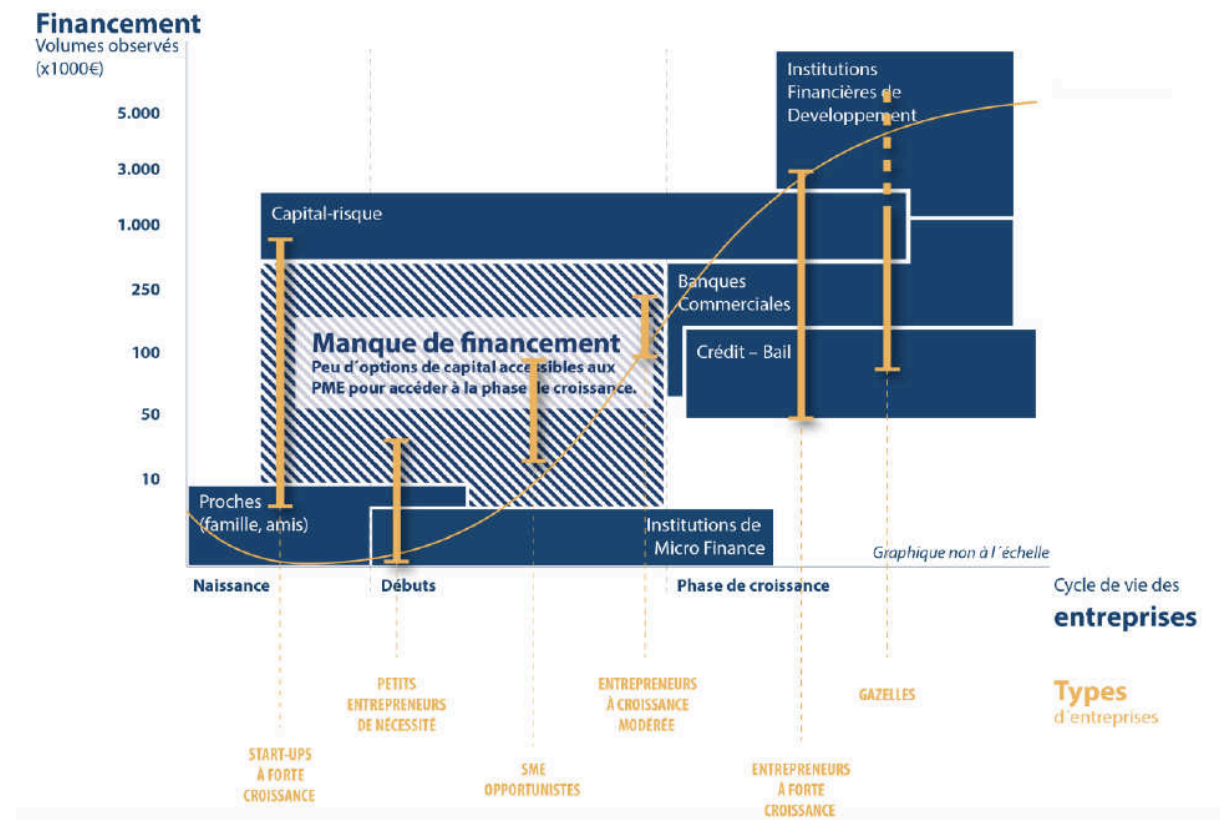 Financement
Volumes observés
(x1000€)
5.000
3.000
1.000
250
100
50
10
Institutions
Financières de
Developpement
Capital-risque
Banques
Commerciales
Manque de financement
Peu d´options de capital accessibles aux
PME pour accéder à la phase de croissance.
Crédit – Bail
Proches
(famille, amis)
Institutions de
Micro Finance
Graphique non à l´échelle
Naissance
Débuts
Phase de croissance
Cycle de vie des
entreprises
PETITS
ENTREPRENEURS
DE NÉCESSITÉ
ENTREPRENEURS
À CROISSANCE
MODÉRÉE
GAZELLES
Types
d´entreprises
START-UPS
À FORTE
CROISSANCE
SME
OPPORTUNISTES
ENTREPRENEURS
À FORTE
CROISSANCE